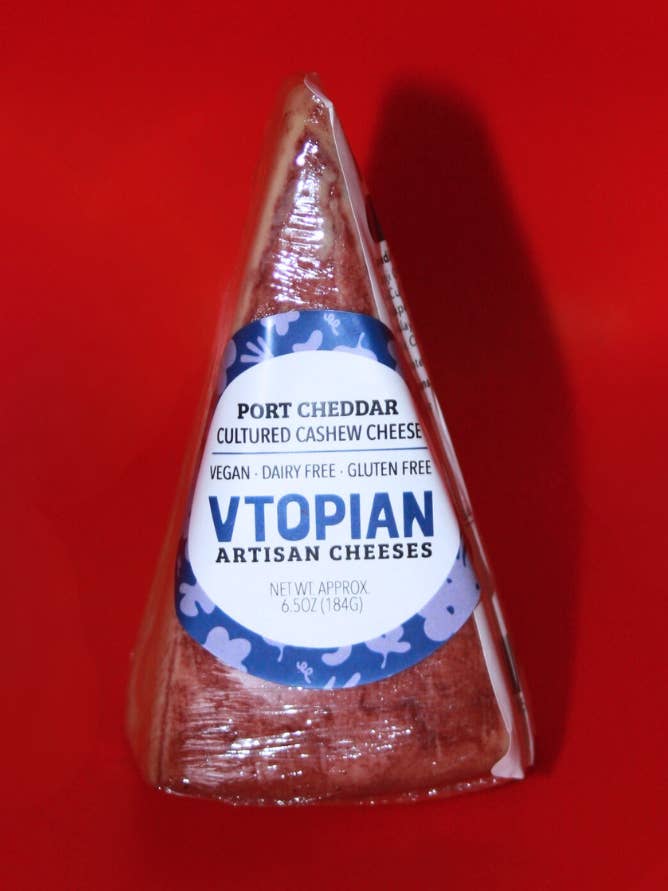 PORT CHEDDAR
CULTURED CASHEW CHEESE
VEGAN · DAIRY FREE · GLUTEN FREE
VTOPIAN
ARTISAN CHEESES
NET WT. APPROX.
6.5OZ (184G)